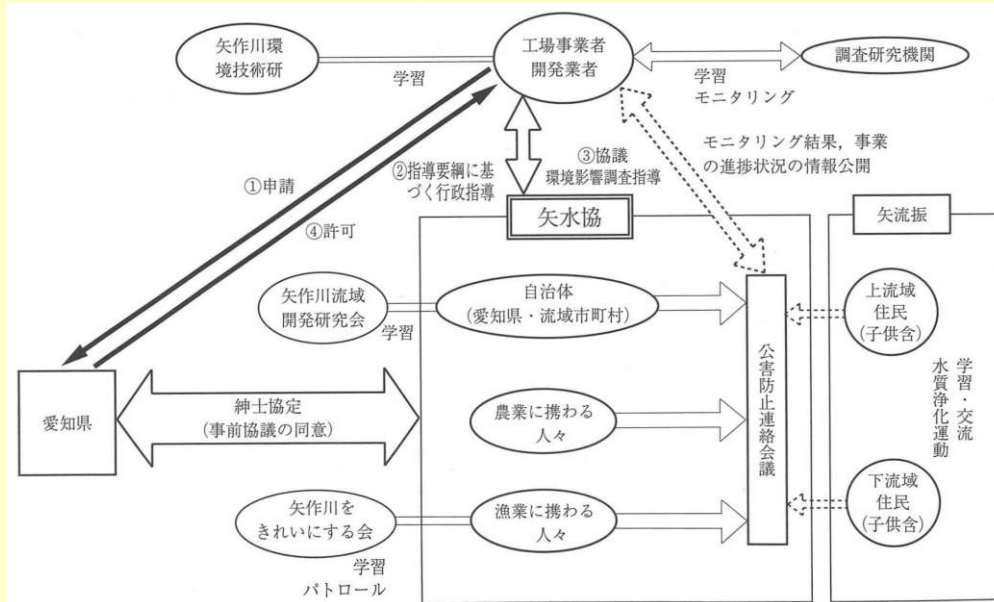 矢作川環
境技術研
学習
工場事業者
開発業者
学習
モニタリング
調査研究機関
①申請
④許可
②指導要綱に基
づく行政指導
③協議
環境影響調査指導
モニタリング結果，事業
の進捗状況の情報公開
矢水協
矢流振
矢作川流域
開発研究会
学習
自治体
(愛知県・流域市町村)
公害防止連絡会議
上流域
住民
(子供含)
学習・交流
水質浄化運動
愛知県
紳士協定
(事前協議の同意)
農業に携わる
人々
矢作川を
きれいにする会
学習
パトロール
漁業に携わる
人々
下流域
住民
(子供含)